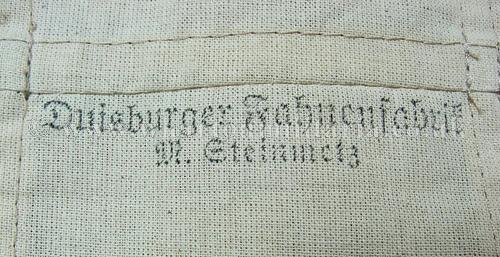 Duisburger Fahnenfabrik
M. Steinmetz